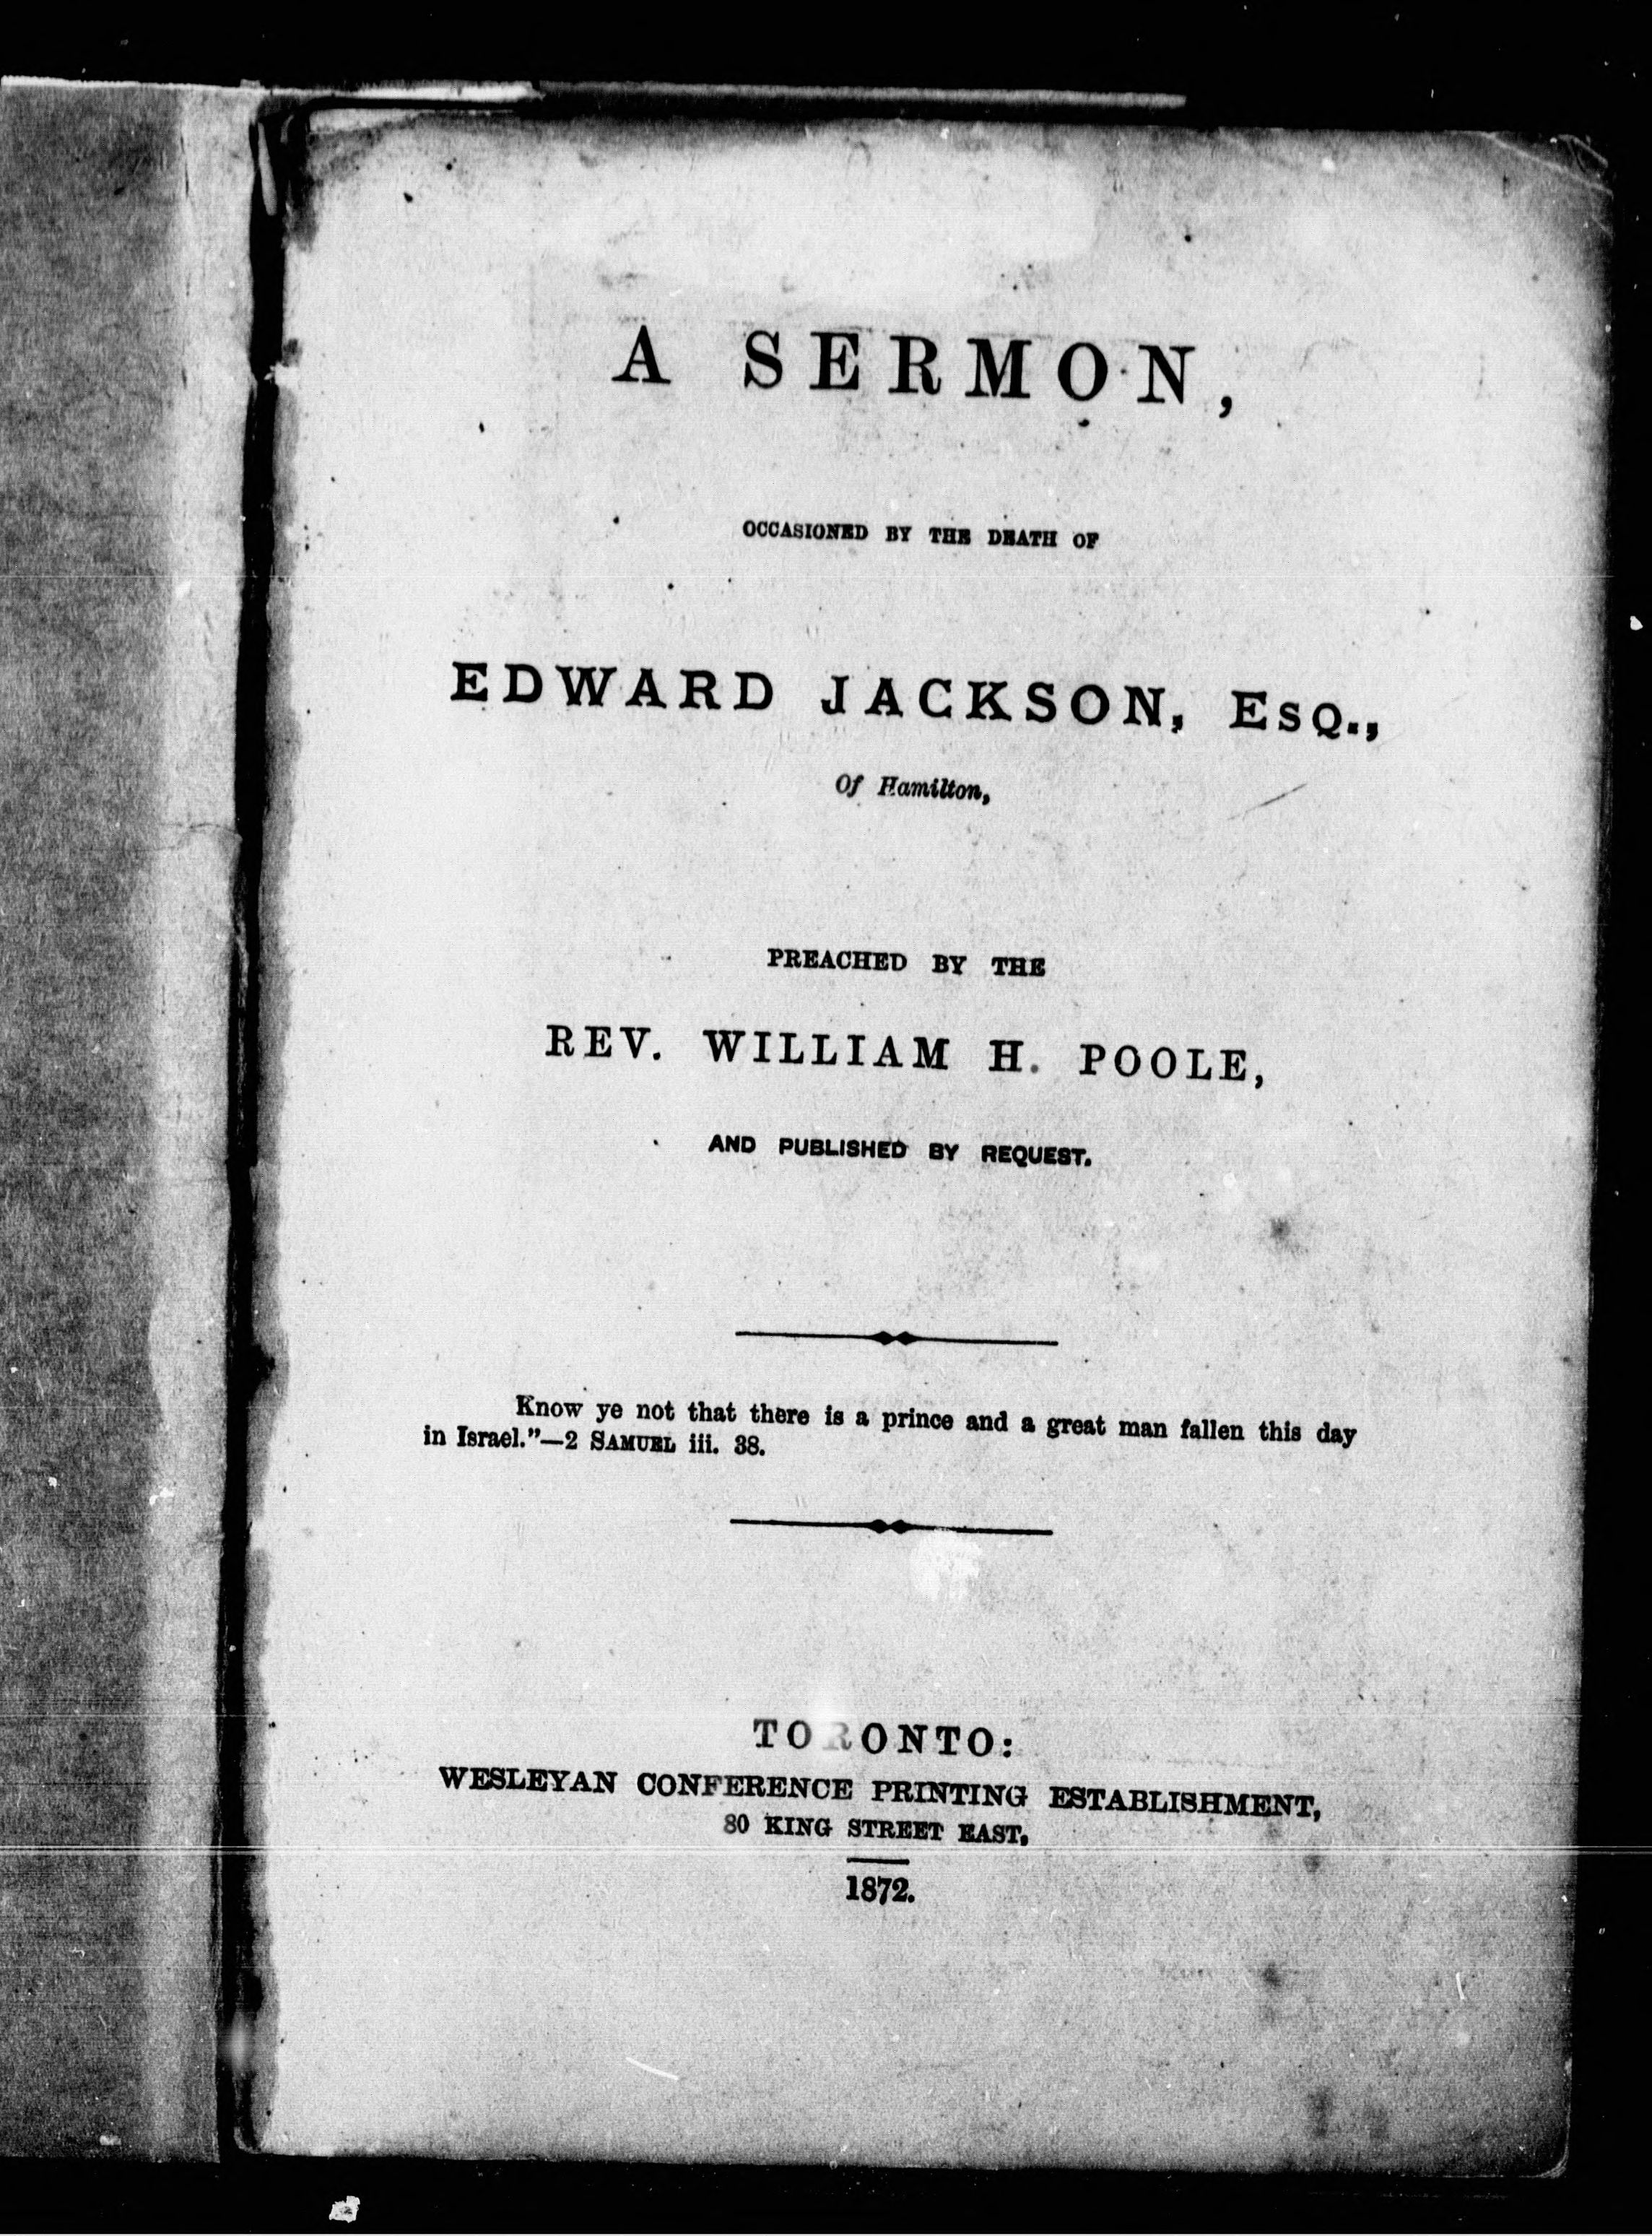 A SERMON,
OCCASIONED BY THE DEATH OF
EDWARD JACKSON, ESQ.,
Of Hamilton,
PREACHED BY THE
REV. WILLIAM H. POOLE,
AND PUBLISHED BY REQUEST.
Know ye not that there is a prince and a great man fallen this day
in Israel."—2 SAMUEL iii. 38.
TORONTO:
WESLEYAN CONFERENCE PRINTING ESTABLISHMENT,
80 KING STREET EAST,
1872.